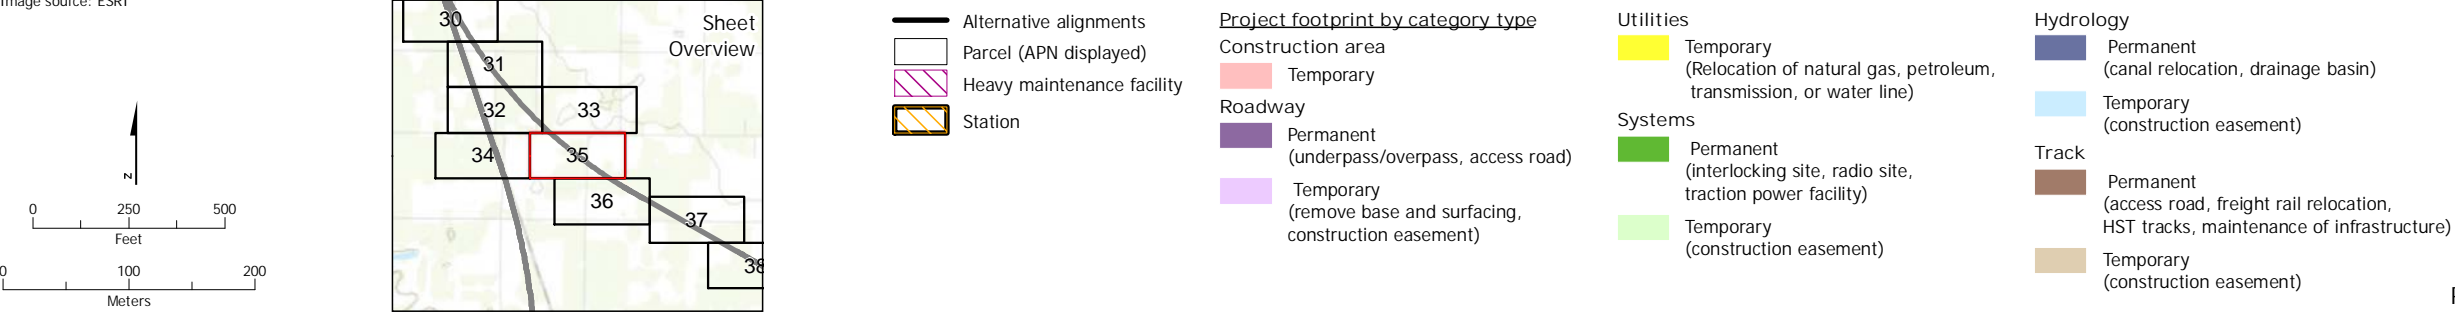 Image source: ESRI
N
0 250 500
Feet
0 100 200
Meters
Sheet
Overview
30
31
32
33
34
35
36
37
38
Alternative alignments
Parcel (APN displayed)
Heavy maintenance facility
Station
Project footprint by category type
Construction area
Temporary
Roadway
Permanent
(underpass/overpass, access road)
Temporary
(remove base and surfacing,
construction easement)
Utilities
Temporary
(Relocation of natural gas, petroleum,
transmission, or water line)
Systems
Permanent
(interlocking site, radio site,
traction power facility)
Temporary
(construction easement)
Hydrology
Permanent
(canal relocation, drainage basin)
Temporary
(construction easement)
Track
Permanent
(access road, freight rail relocation,
HST tracks, maintenance of infrastructure)
Temporary
(construction easement)